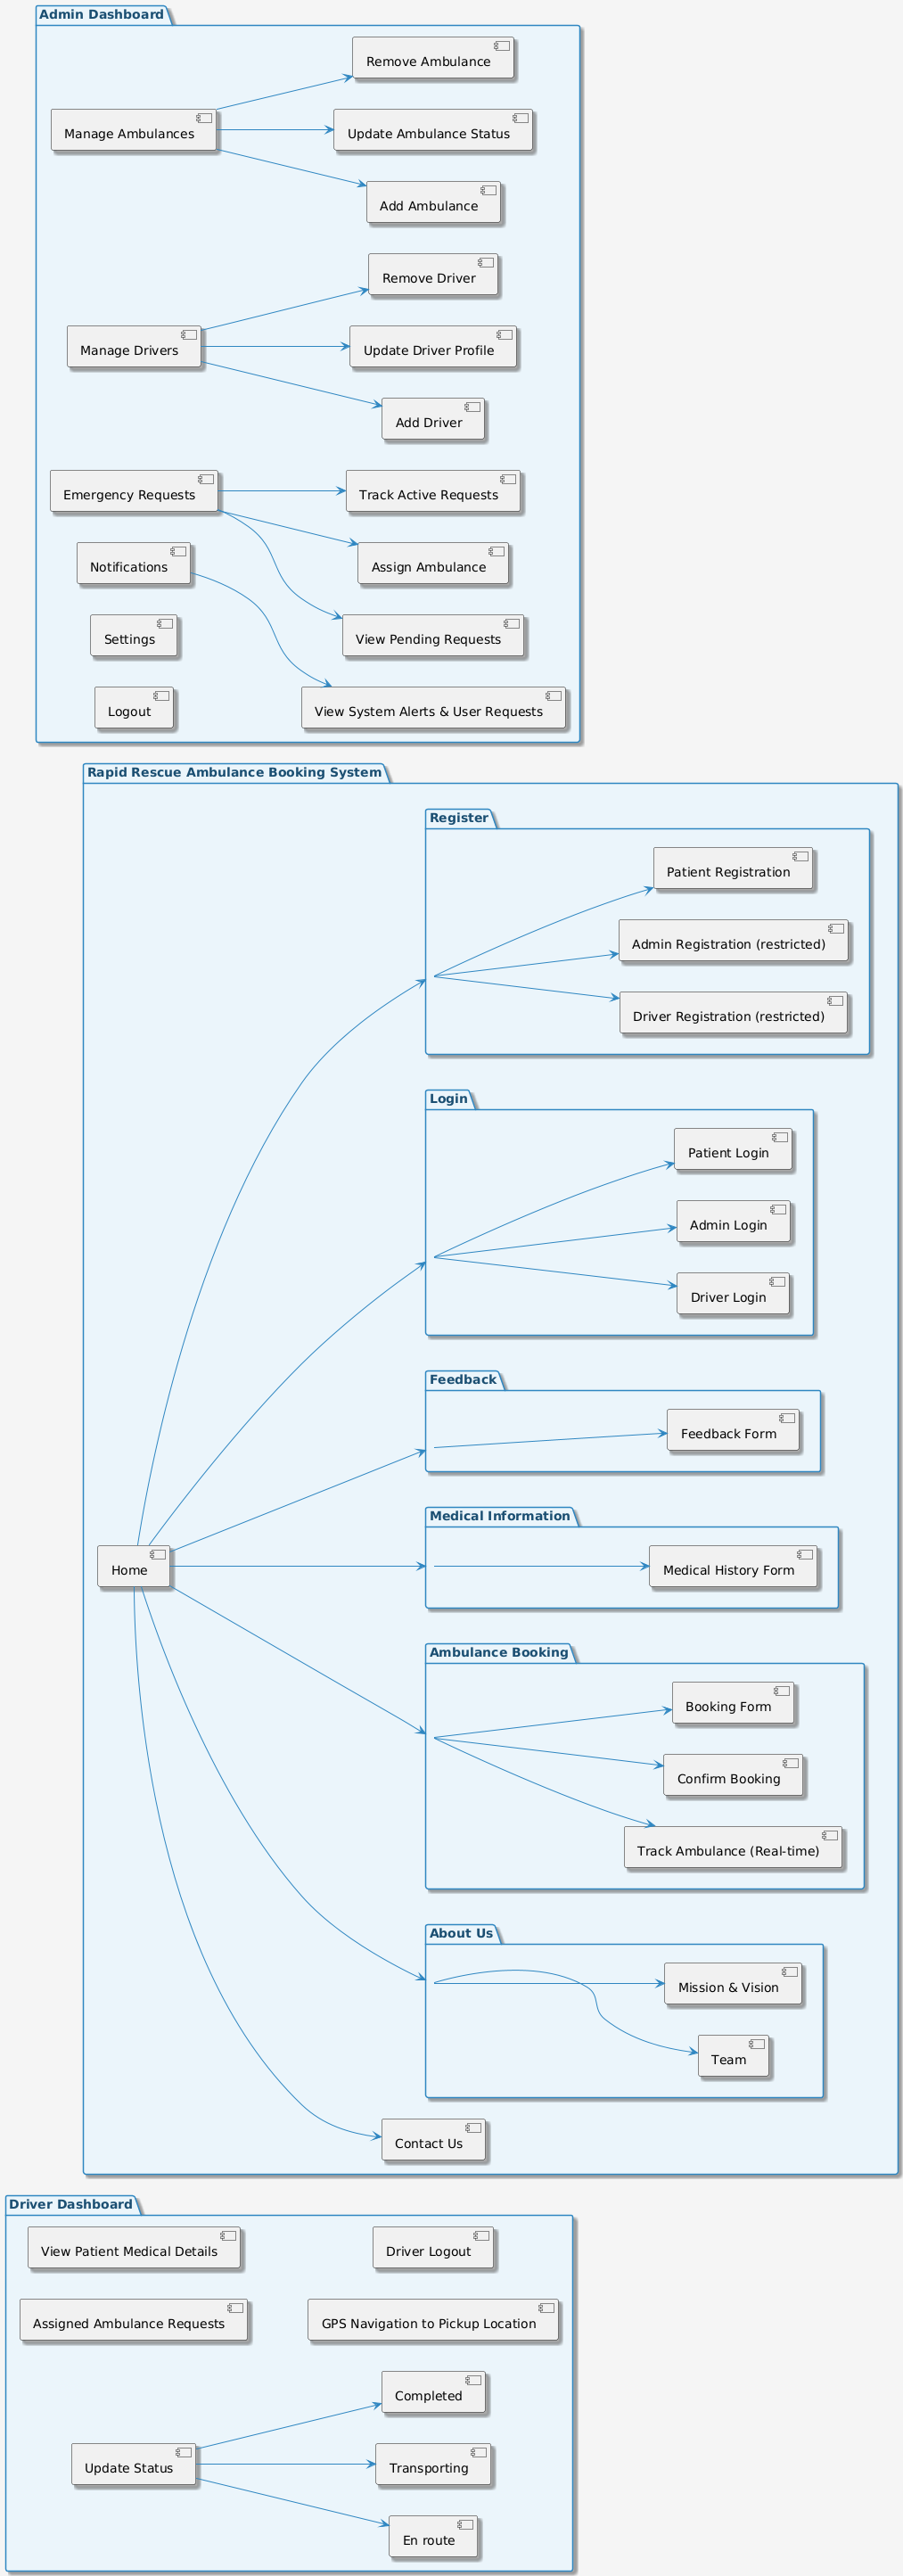 Admin Dashboard
Remove Ambulance
Manage Ambulances
Update Ambulance Status
Add Ambulance
Remove Driver
Manage Drivers
Update Driver Profile
Add Driver
Emergency Requests
Track Active Requests
Notifications
Assign Ambulance
Settings
View Pending Requests
Logout
View System Alerts & User Requests
Rapid Rescue Ambulance Booking System
Register
Patient Registration
Admin Registration (restricted)
Driver Registration (restricted)
Login
Patient Login
Admin Login
Driver Login
Feedback
Feedback Form
Medical Information
Home
Medical History Form
Ambulance Booking
Booking Form
Confirm Booking
Track Ambulance (Real-time)
About Us
Mission & Vision
Team
Contact Us
Driver Dashboard
View Patient Medical Details
Driver Logout
Assigned Ambulance Requests
GPS Navigation to Pickup Location
Completed
Update Status
Transporting
En route